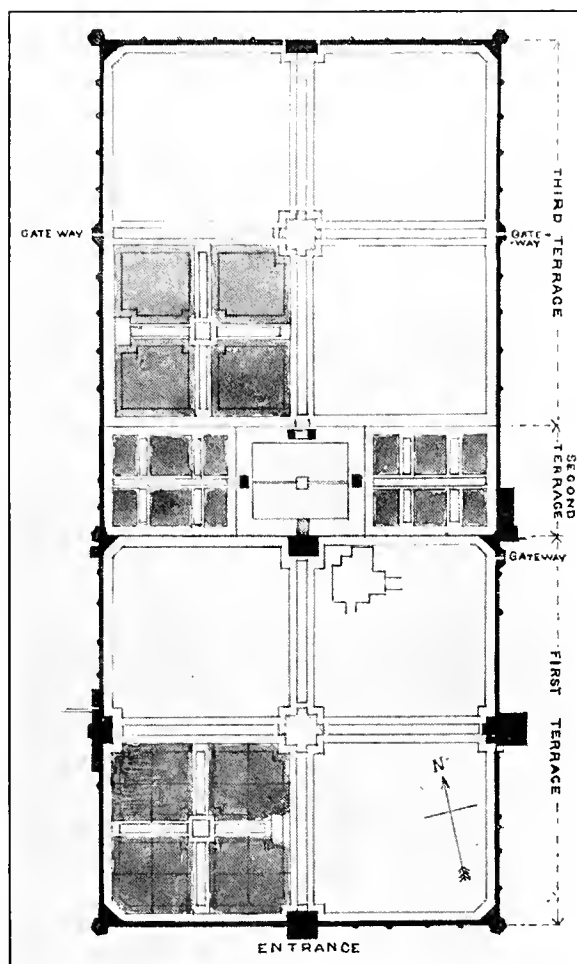 THIRD TERRACE
GATE WAY
GATE-
-WAY
SECOND
TERRACE
GATEWAY
FIRST TERRACE
N
ENTRANCE